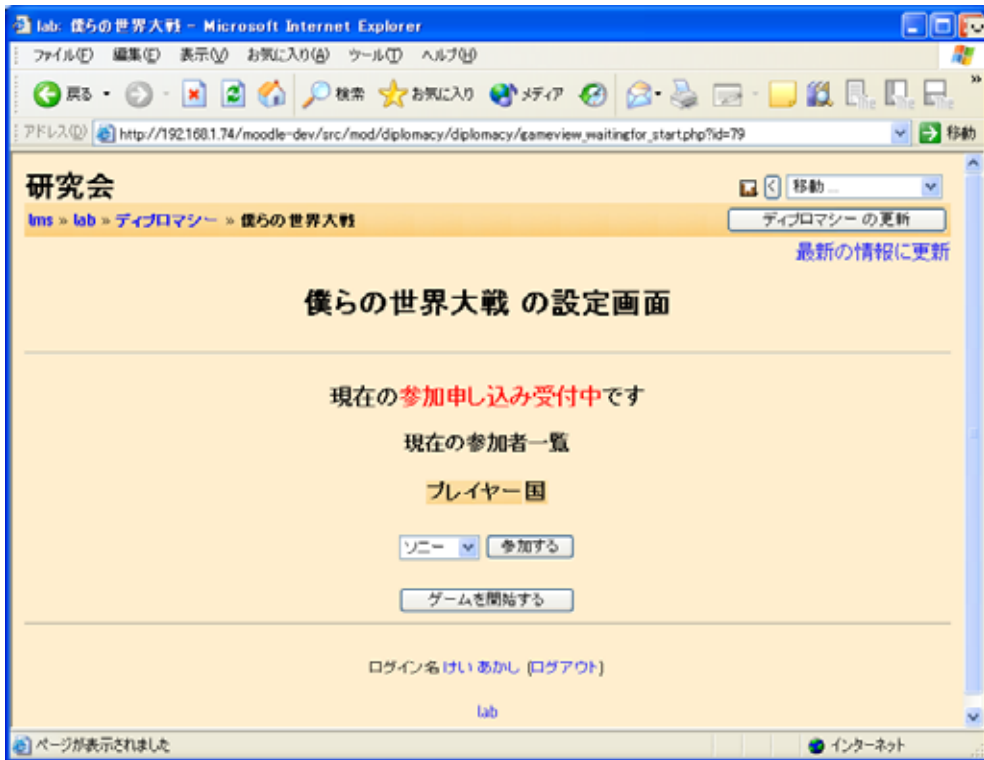 lab: 僕らの世界大戦 - Microsoft Internet Explorer
ファイル(F) 編集(E) 表示(V) お気に入り(A) ツール(T) ヘルプ(H)
戻る 検索 お気に入り メディア
アドレス(D) http://192.168.1.74/moodle-dev/src/mod/diplomacy/diplomacy/gameview_waitingfor_start.php?id=79 移動
研究会
移動...
lms » lab » ディプロマシー » 僕らの世界大戦 ディプロマシー の更新
最新の情報に更新
僕らの世界大戦 の設定画面
現在の参加申し込み受付中です
現在の参加者一覧
プレイヤー 国
ソニー 参加する
ゲームを開始する
ログイン名 けい あかし (ログアウト)
lab
ページが表示されました インターネット